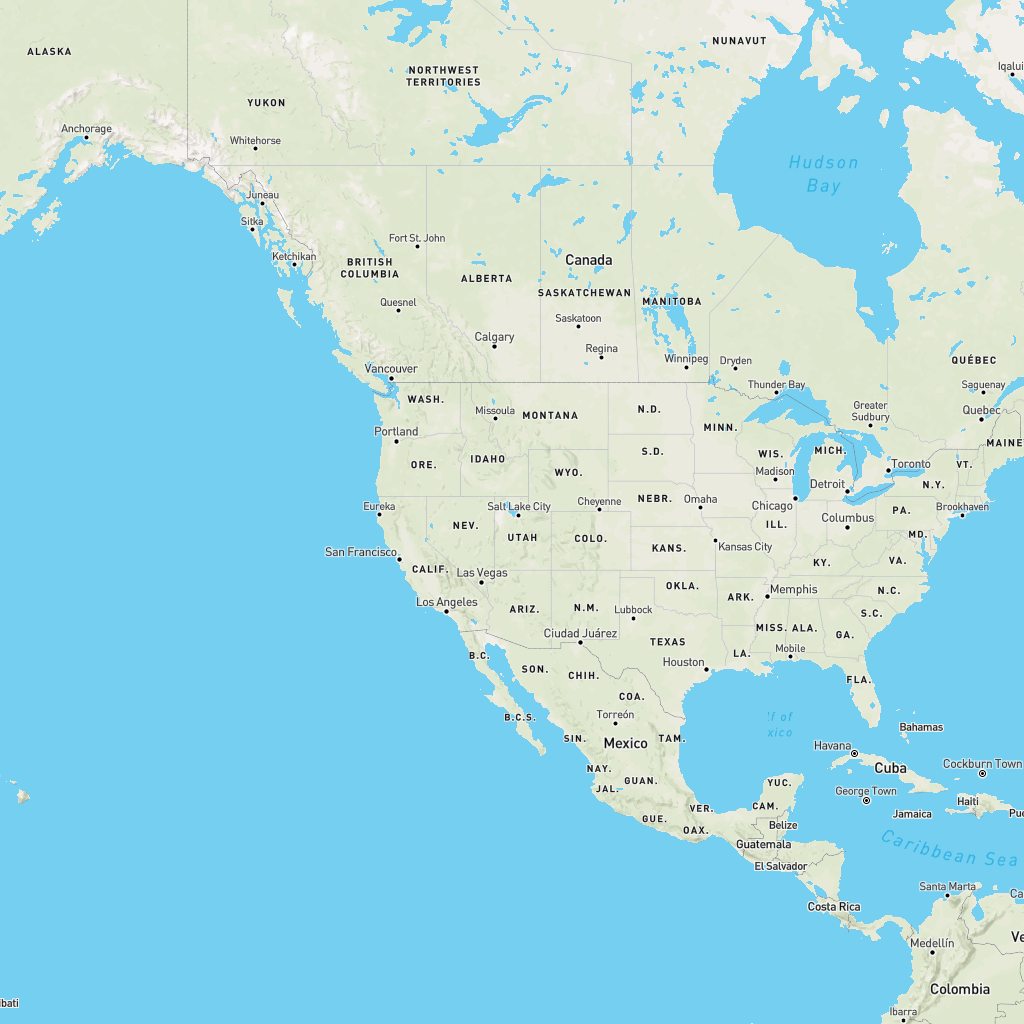 NUNAVUT
ALASKA
Iqalui
NORTHWEST
TERRITORIES
YUKON
Anchorage
Whitehorse
Hudson
Bay
Juneau
Sitka
Fort St. John
Ketchikan
Canada
BRITISH
COLUMBIA
ALBERTA
SASKATCHEWAN
MANITOBA
Quesnel
Saskatoon
Calgary
Regina
Winnipeg
Dryden
QUÉBEC
Vancouver
Thunder Bay
Saguenay
WASH.
Missoula
MONTANA
N.D.
Greater
Sudbury
Quebec
MINN.
Portland
MAINE
ORE.
IDAHO
S.D.
WIS.
MICH.
Toronto
VT.
WYO.
Madison
Detroit
N.Y.
Eureka
Salt Lake City
Cheyenne
NEBR.
Omaha
Chicago
PA.
Brookhaven
NEV.
UTAH
COLO.
ILL.
Columbus
MD.
San Francisco
KANS.
Kansas City
KY.
VA.
CALIF.
Las Vegas
OKLA.
ARK.
Memphis
N.C.
Los Angeles
ARIZ.
N.M.
Lubbock
S.C.
Ciudad Juárez
TEXAS
MISS.
ALA.
GA.
B.C.
SON.
CHIH.
Houston
LA.
Mobile
FLA.
COA.
B.C.S.
Torreón
lf of
xico
Bahamas
SIN.
Mexico
TAM.
Havana
Cuba
Cockburn Town
NAY.
GUAN.
JAL.
YUC.
George Town
Haiti
VER.
CAM.
Jamaica
Pue
GUE.
OAX.
Belize
Guatemala
Caribbean Sea
El Salvador
Santa Marta
Ca
Costa Rica
Medellín
Ve
Colombia
ibati
Ibarra